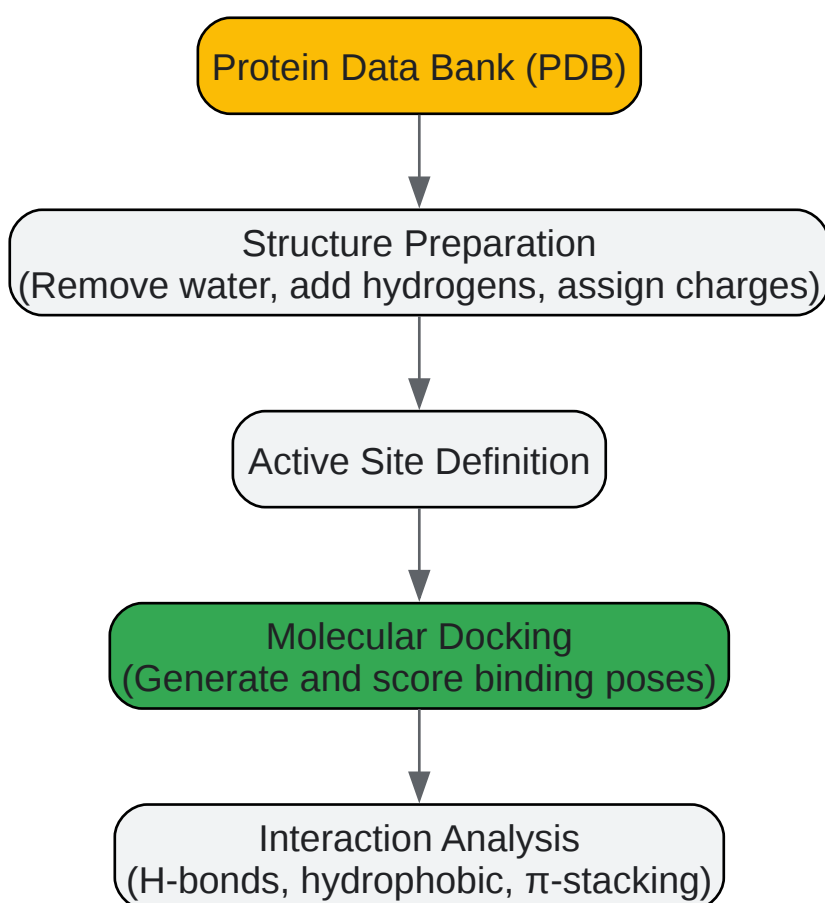 Protein Data Bank (PDB)
Structure Preparation
(Remove water, add hydrogens, assign charges)
Active Site Definition
Molecular Docking
(Generate and score binding poses)
Interaction Analysis
(H-bonds, hydrophobic, π-stacking)